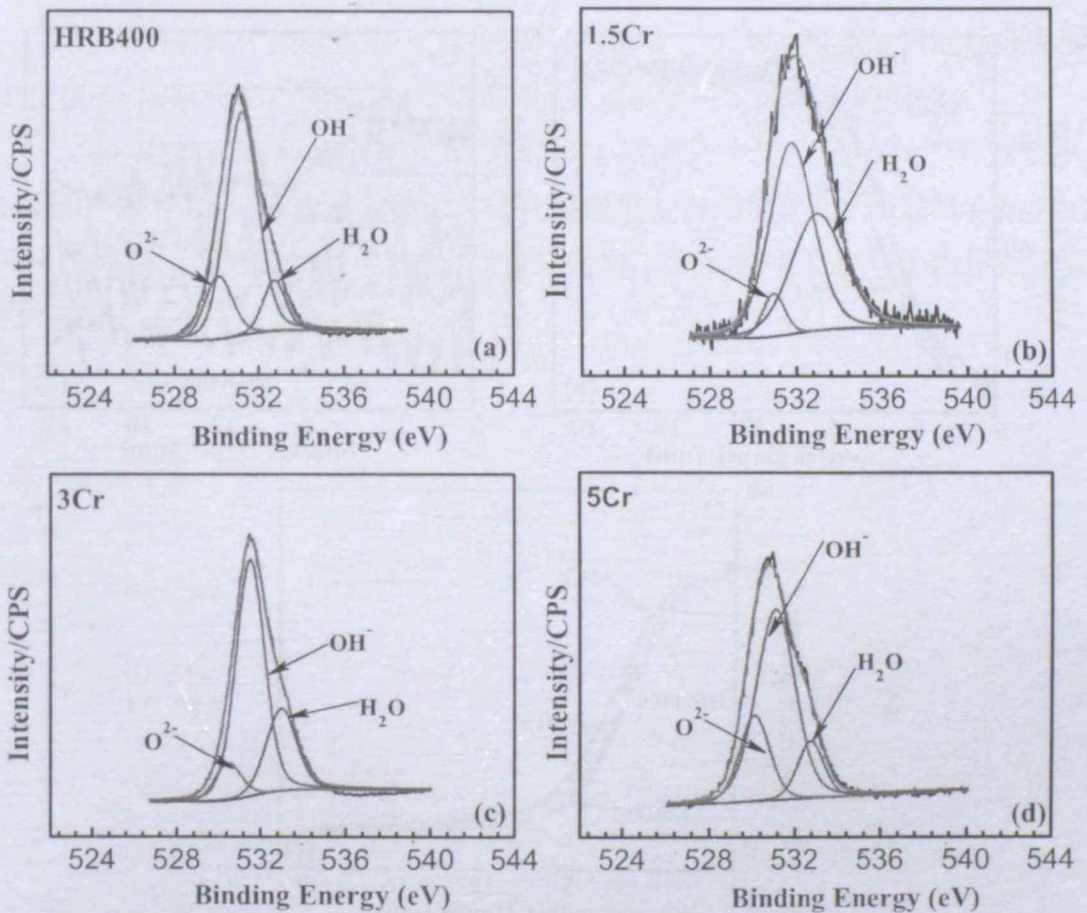 HRB400
Intensity/CPS
O²⁻
OH⁻
H₂O
(a)
524 528 532 536 540 544
Binding Energy (eV)
1.5Cr
Intensity/CPS
O²⁻
OH⁻
H₂O
(b)
524 528 532 536 540 544
Binding Energy (eV)
3Cr
Intensity/CPS
O²⁻
OH⁻
H₂O
(c)
524 528 532 536 540 544
Binding Energy (eV)
5Cr
Intensity/CPS
O²⁻
OH⁻
H₂O
(d)
524 528 532 536 540 544
Binding Energy (eV)